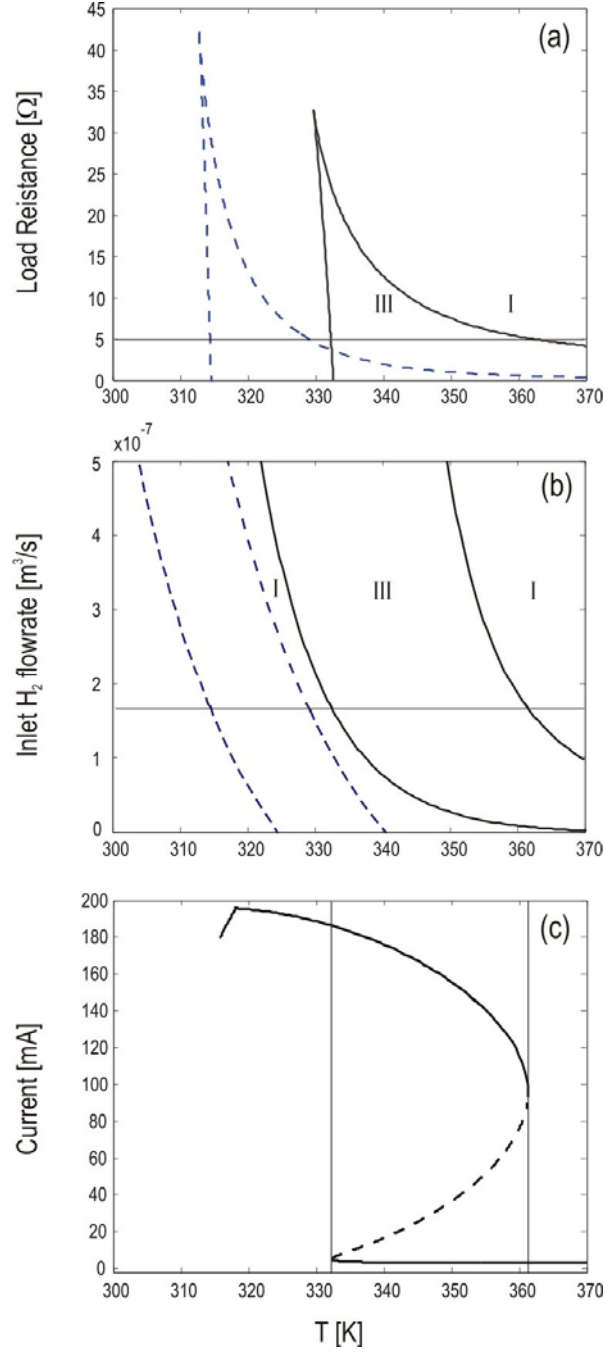 45
40
35
30
25
20
15
10
5
0
Load Reistance [Ω]
(a)
III
I
300 310 320 330 340 350 360 370
x10⁻⁷
5
4
3
2
1
0
Inlet H₂ flowrate [m³/s]
(b)
I
III
I
300 310 320 330 340 350 360 370
200
180
160
140
120
100
80
60
40
20
0
Current [mA]
(c)
300 310 320 330 340 350 360 370
T [K]